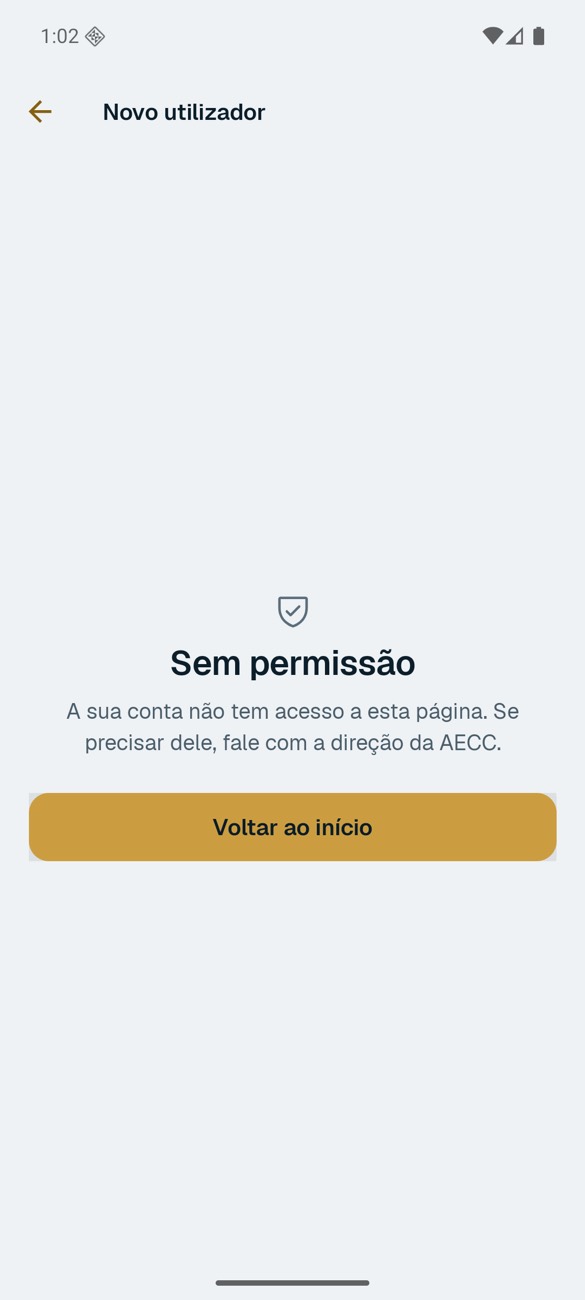 1:02
Novo utilizador
Sem permissão
A sua conta não tem acesso a esta página. Se
precisar dele, fale com a direção da AECC.
Voltar ao início